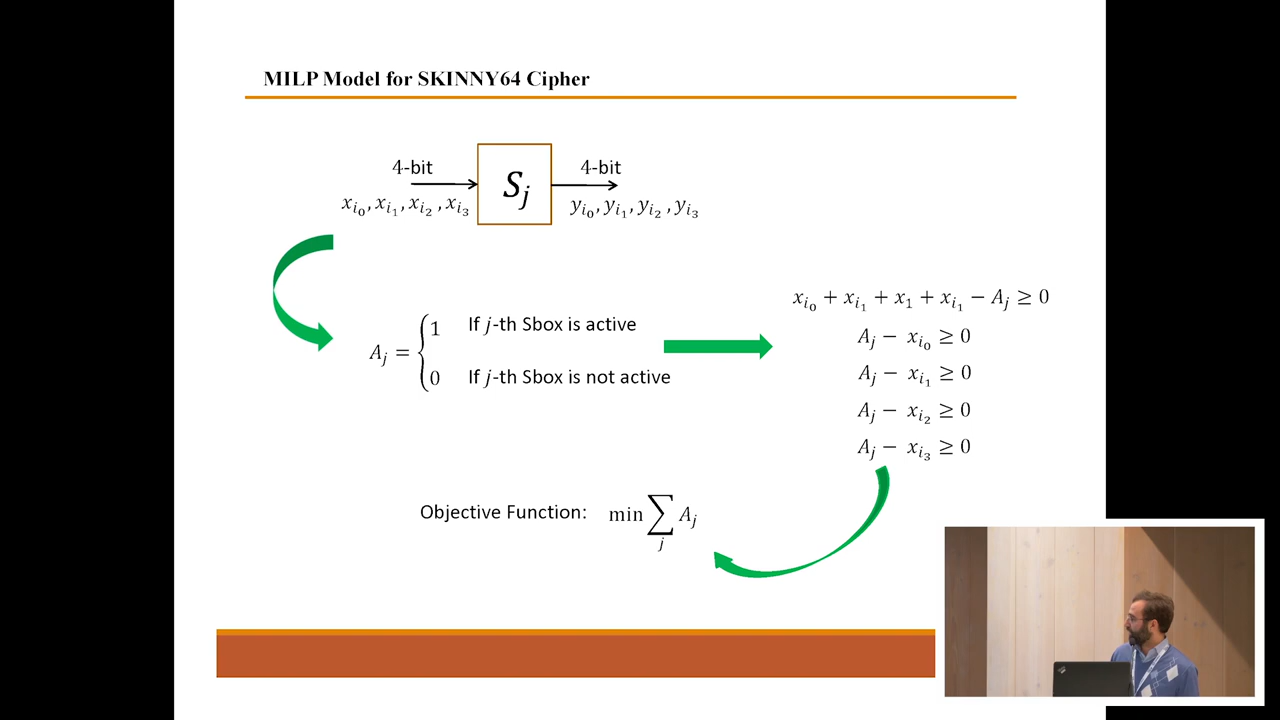 MILP Model for SKINNY64 Cipher
4-bit
4-bit
S_j
x_{i_0}, x_{i_1}, x_{i_2}, x_{i_3}
y_{i_0}, y_{i_1}, y_{i_2}, y_{i_3}
x_{i_0} + x_{i_1} + x_1 + x_{i_1} − A_j ≥ 0
A_j = { 1 If j-th Sbox is active
0 If j-th Sbox is not active
A_j − x_{i_0} ≥ 0
A_j − x_{i_1} ≥ 0
A_j − x_{i_2} ≥ 0
A_j − x_{i_3} ≥ 0
Objective Function: min ∑_j A_j